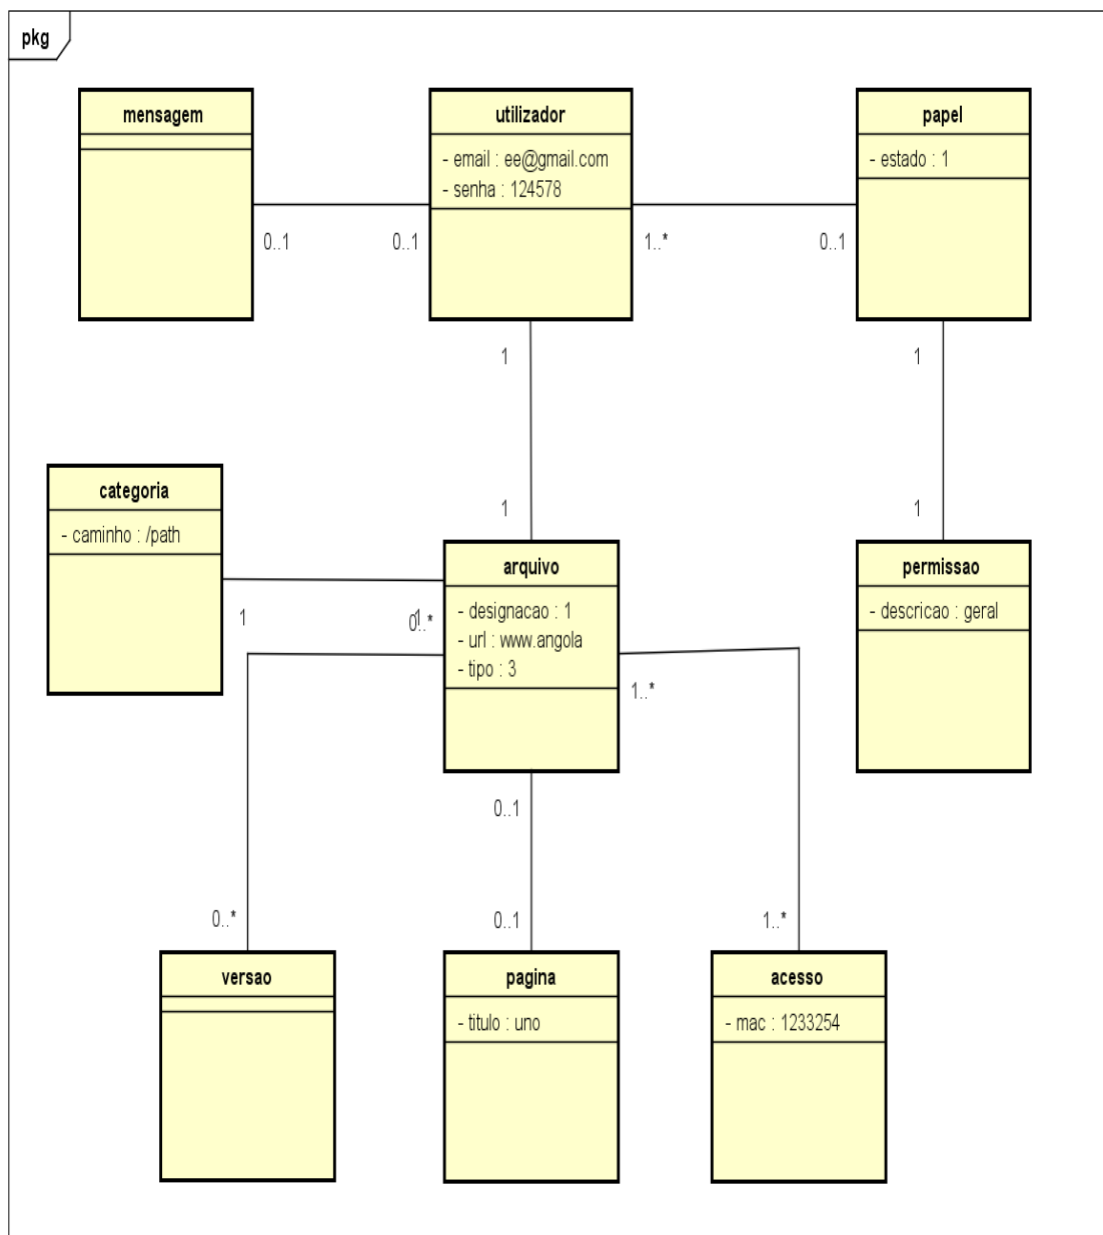 pkg
mensagem
utilizador
- email : ee@gmail.com
- senha : 124578
papel
- estado : 1
0..1
0..1
1..*
0..1
1
1
categoria
- caminho : /path
1
1
arquivo
- designacao : 1
- url : www.angola
- tipo : 3
permissao
- descricao : geral
1
0..*
1
1..*
0..1
0..*
0..1
1..*
versao
pagina
- titulo : uno
acesso
- mac : 1233254